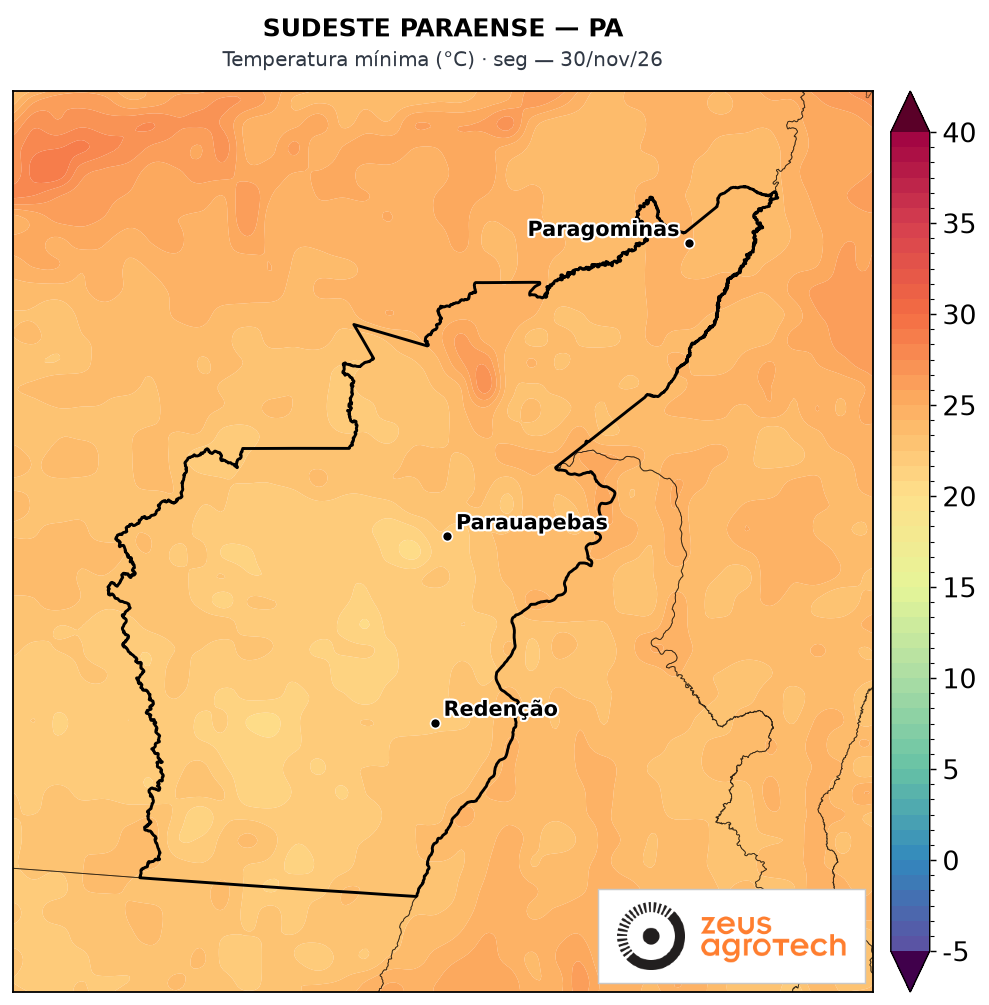 SUDESTE PARAENSE — PA
Temperatura mínima (°C) · seg — 30/nov/26
Paragominas
Parauapebas
Redenção
40
35
30
25
20
15
10
5
0
-5
zeus
agrotech